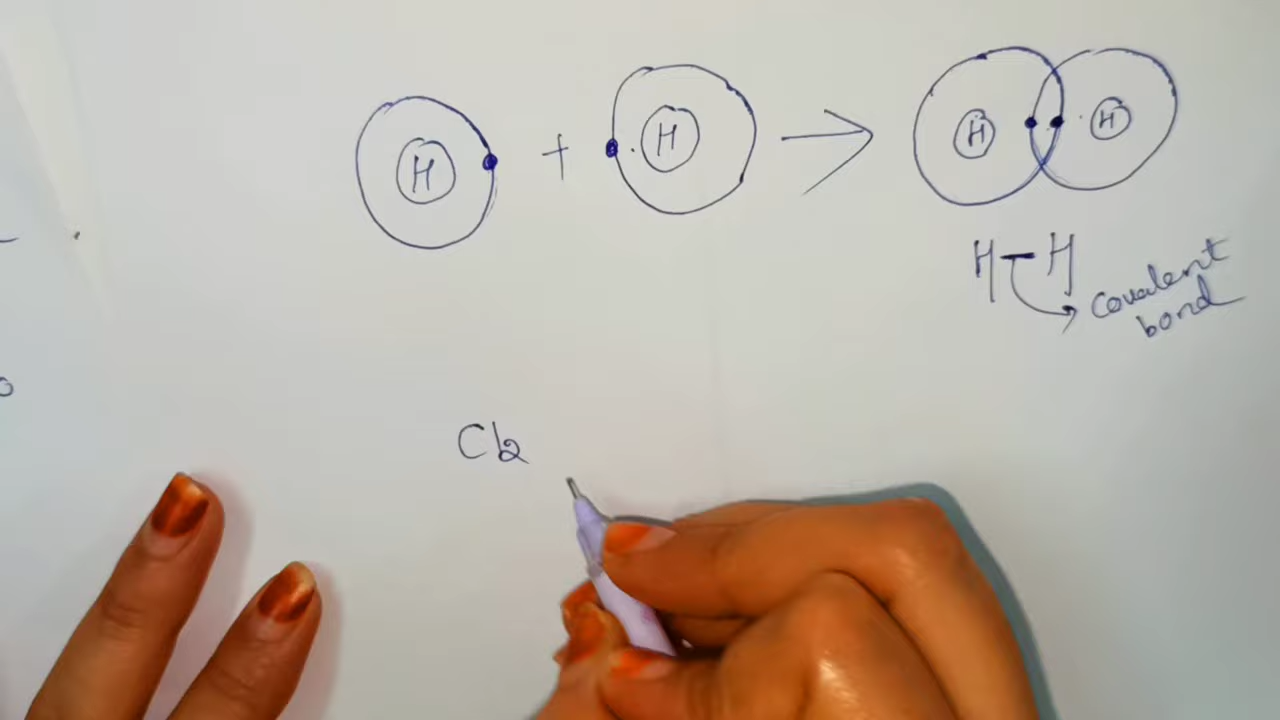 H + H → H H
H-H
covalent
bond
Cl2